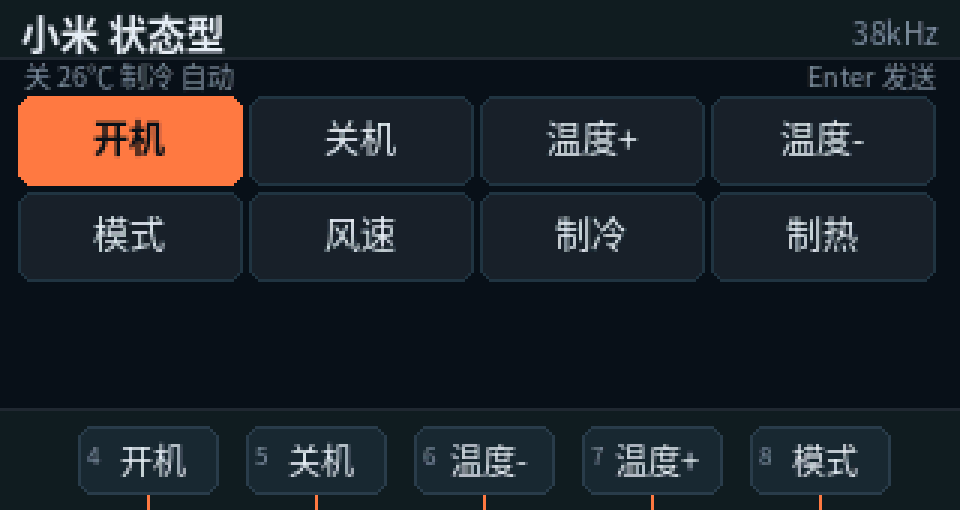 小米 状态型 38kHz
关 26°C 制冷 自动 Enter 发送
开机 关机 温度+ 温度-
模式 风速 制冷 制热
4 开机 5 关机 6 温度- 7 温度+ 8 模式